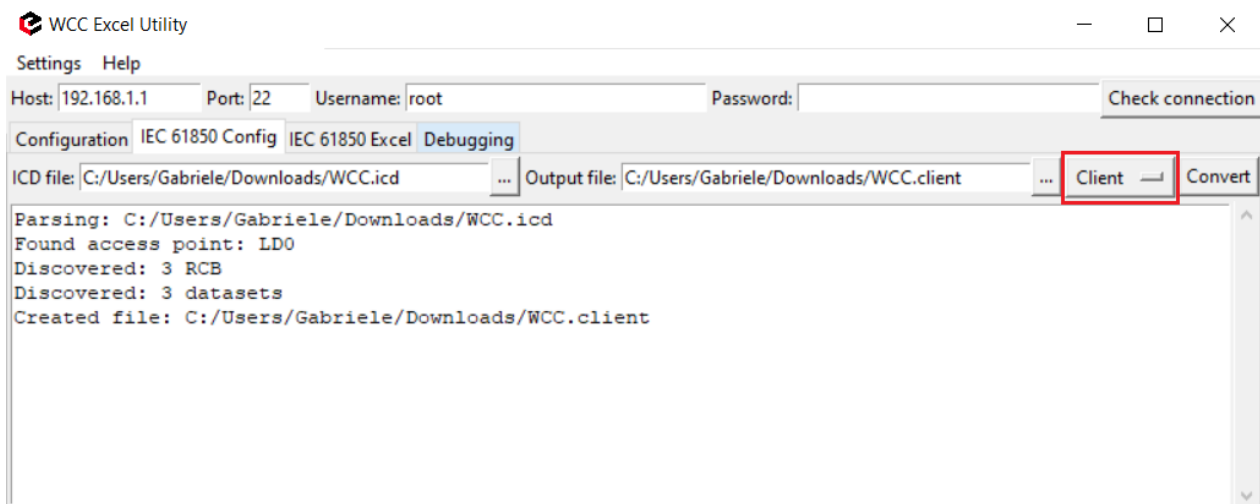 WCC Excel Utility
Settings Help
Host: 192.168.1.1 Port: 22 Username: root Password: Check connection
Configuration IEC 61850 Config IEC 61850 Excel Debugging
ICD file: C:/Users/Gabriele/Downloads/WCC.icd ... Output file: C:/Users/Gabriele/Downloads/WCC.client ... Client Convert
Parsing: C:/Users/Gabriele/Downloads/WCC.icd
Found access point: LD0
Discovered: 3 RCB
Discovered: 3 datasets
Created file: C:/Users/Gabriele/Downloads/WCC.client